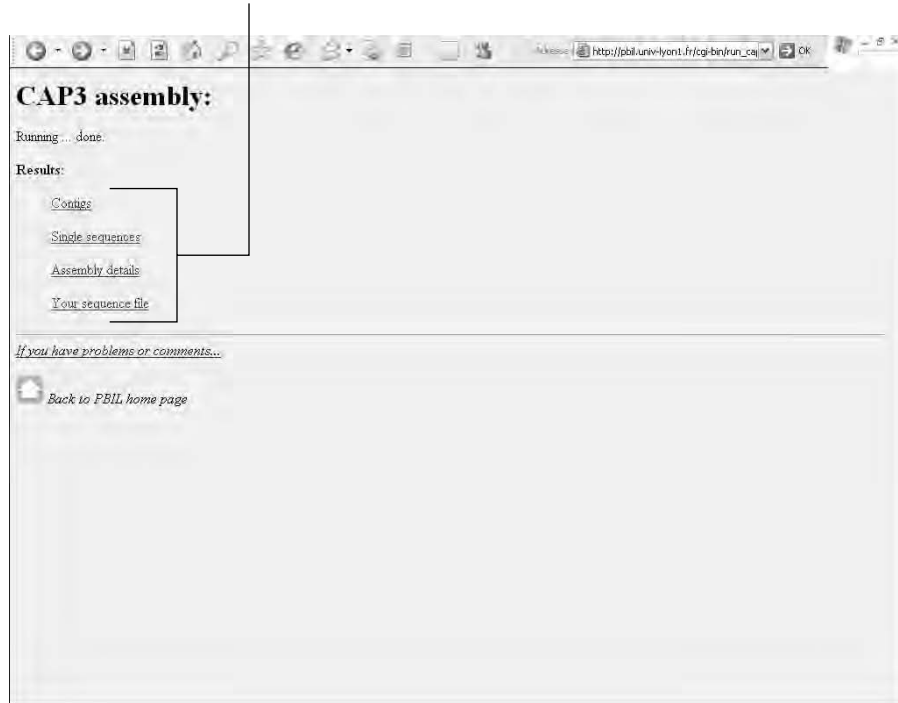 http://pbil.univ-lyon1.fr/cgi-bin/run_cap OK
CAP3 assembly:
Running ... done.
Results:
Contigs
Single sequences
Assembly details
Your sequence file
If you have problems or comments...
Back to PBIL home page